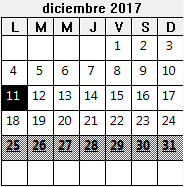 diciembre 2017
L M M J V S D
1 2 3
4 5 6 7 8 9 10
11 12 13 14 15 16 17
18 19 20 21 22 23 24
25 26 27 28 29 30 31